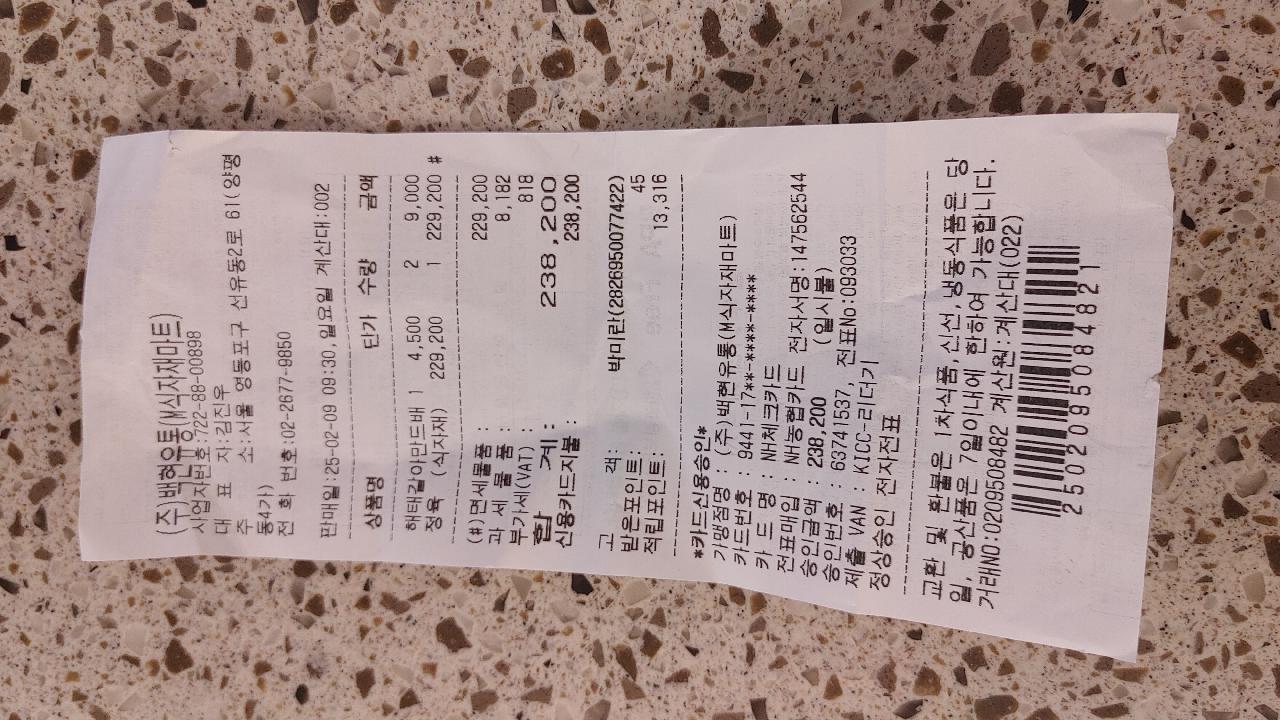 (주)백현유통(M식자재마트)
사업자번호:722-88-00898
대 표 자:김진우
주 소:서울 영등포구 선유동2로 61(양평
동4가)
전 화 번호:02-2677-9850
판매일:25-02-09 09:30,일요일 계산대:002
상품명 단가 수량 금액
해태갈아만든배 1 4,500 2 9,000
정육 (식자재) 229,200 1 229,200 #
(#)면세물품 : 229,200
과 세 물 품 : 8,182
부가세(VAT) : 818
합 계 : 238,200
신용카드지불 : 238,200
고 객: 박미린(2826950077422)
받은포인트: 45
적립포인트: 13,316
*카드신용승인*
가맹점명 : (주)백현유통(M식자재마트)
카드번호 : 9441-17**-****-****
카 드 명 : NH체크카드
전표매입 : NH농협카드 전자서명:147562544
승인금액 : 238,200 (일시불)
승인번호 : 63741537, 전표No:093033
제출 VAN : KICC-리더기
정상승인 전자전표
교환 및 환불은 1차식품,신선,냉동식품은 당
일, 공산품은 7일이내에 한하여 가능합니다.
거래NO:0209508482 계산원:계산대(022)
2502095084821